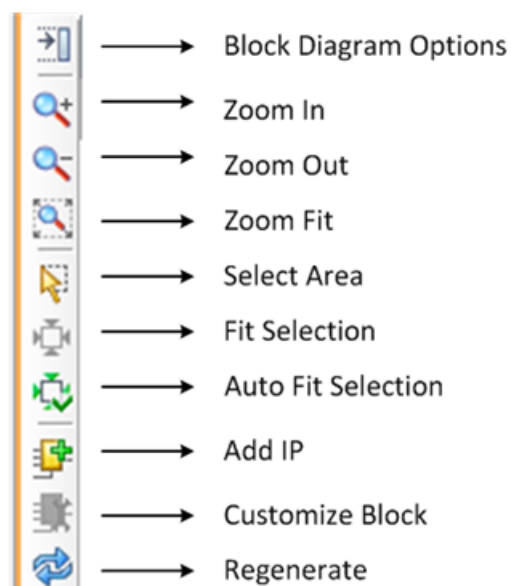 Block Diagram Options
Zoom In
Zoom Out
Zoom Fit
Select Area
Fit Selection
Auto Fit Selection
Add IP
Customize Block
Regenerate